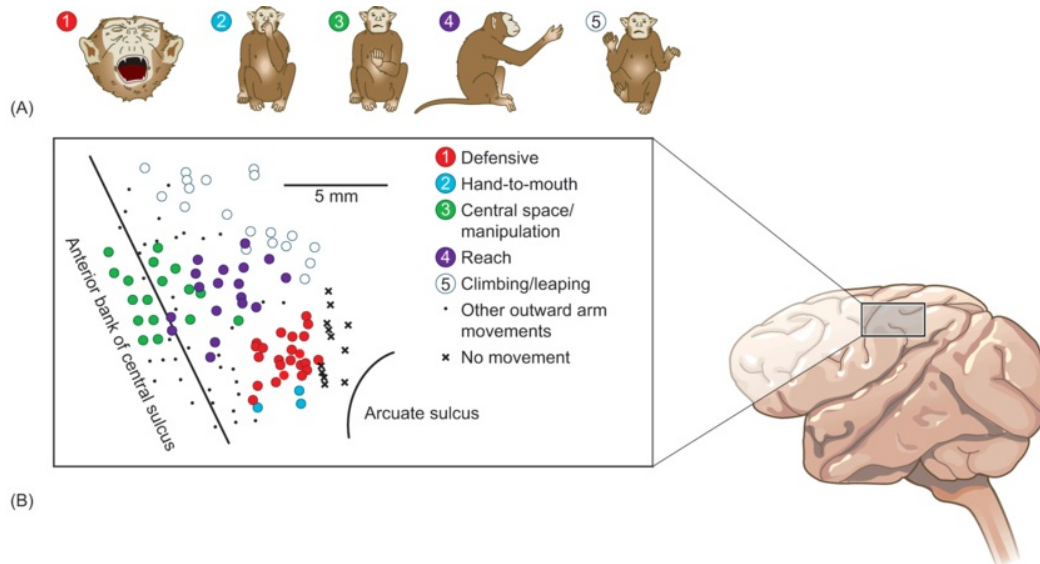 1
2
3
4
5
(A)
1 Defensive
2 Hand-to-mouth
3 Central space/
manipulation
4 Reach
5 Climbing/leaping
Other outward arm
movements
No movement
5 mm
Anterior bank of central sulcus
Arcuate sulcus
(B)